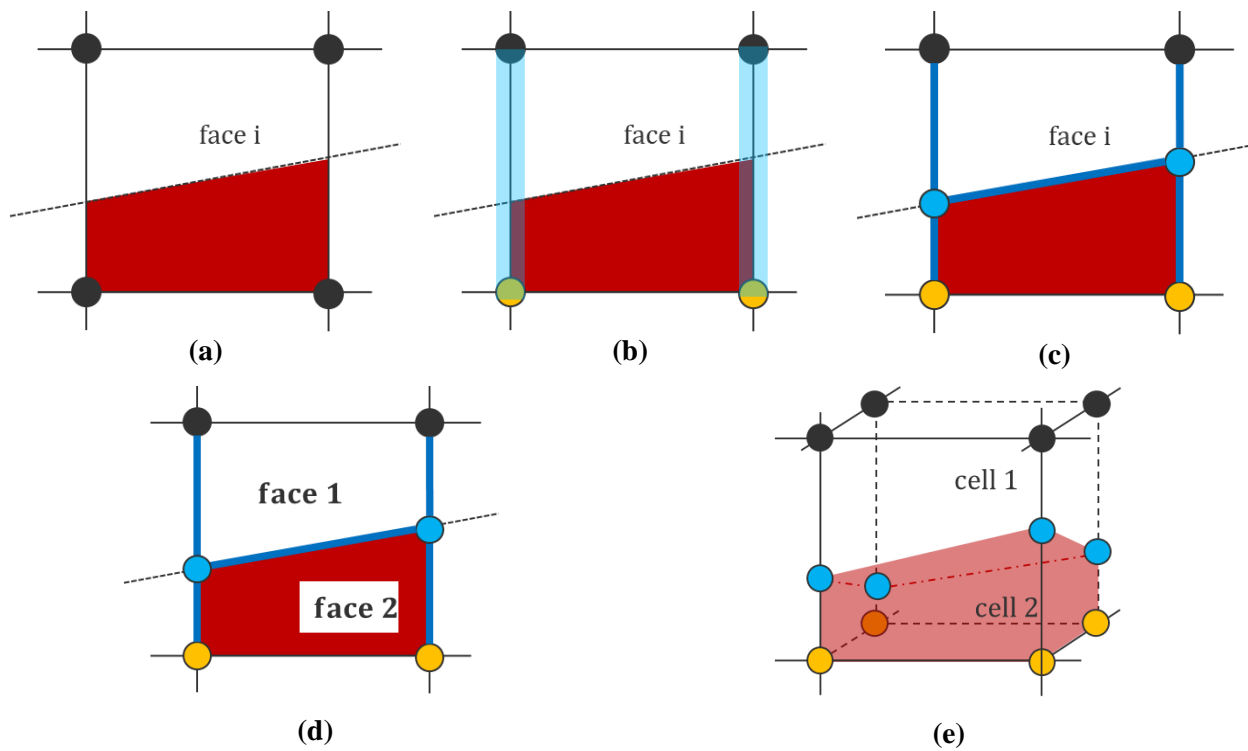 face i
face i
face i
(a)
(b)
(c)
face 1
face 2
cell 1
cell 2
(d)
(e)